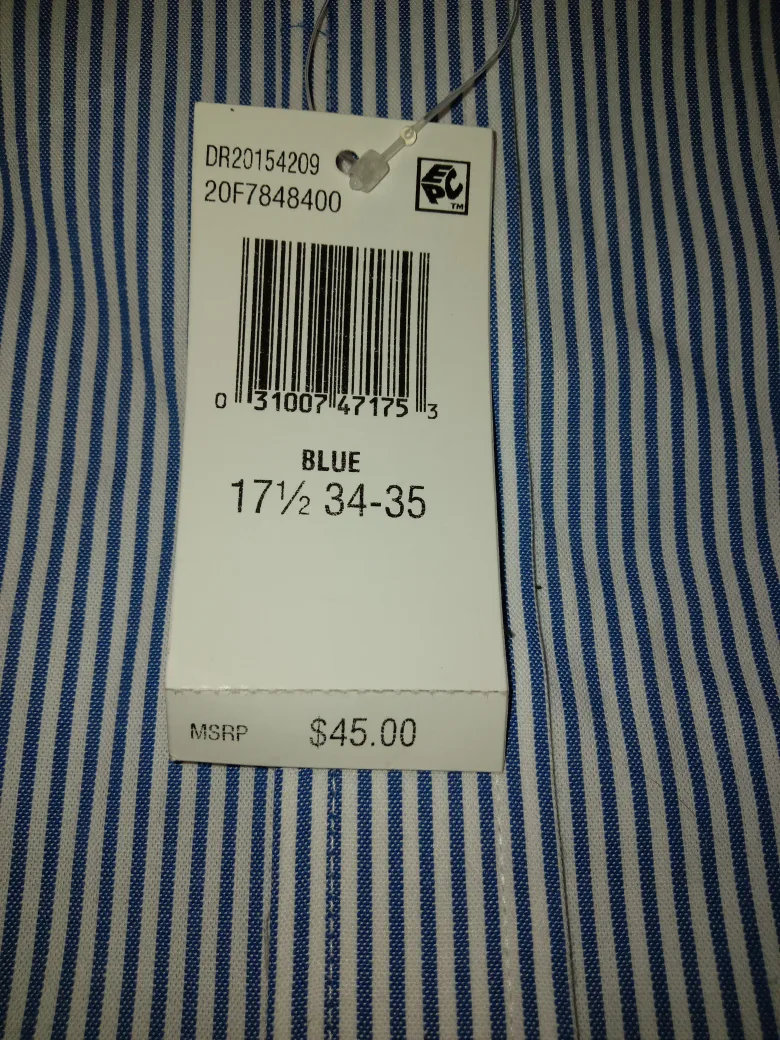 DR20154209
20F7848400
EPC
TM
0 31007 47175 3
BLUE
17½ 34-35
MSRP $45.00